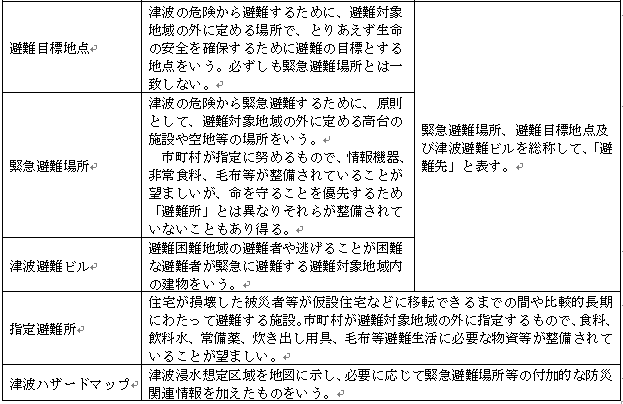 避難目標地点
津波の危険から避難するために、避難対象
地域の外に定める場所で、とりあえず生命
の安全を確保するために避難の目標とする
地点をいう。必ずしも緊急避難場所とは一
致しない。
緊急避難場所
津波の危険から緊急避難するために、原則
として、避難対象地域の外に定める高台の
施設や空地等の場所をいう。
市町村が指定に努めるもので、情報機器、
非常食料、毛布等が整備されていることが
望ましいが、命を守ることを優先するため
「避難所」とは異なりそれらが整備されて
いないこともあり得る。
津波避難ビル
避難困難地域の避難者や逃げることが困難
な避難者が緊急に避難する避難対象地域内
の建物をいう。
緊急避難場所、避難目標地点及
び津波避難ビルを総称して、「避
難先」と表す。
指定避難所
住宅が損壊した被災者等が仮設住宅などに移転できるまでの間や比較的長期
にわたって避難する施設。市町村が避難対象地域の外に指定するもので、食料、
飲料水、常備薬、炊き出し用具、毛布等避難生活に必要な物資等が整備されて
いることが望ましい。
津波ハザードマップ
津波浸水想定区域を地図に示し、必要に応じて緊急避難場所等の付加的な防災
関連情報を加えたものをいう。